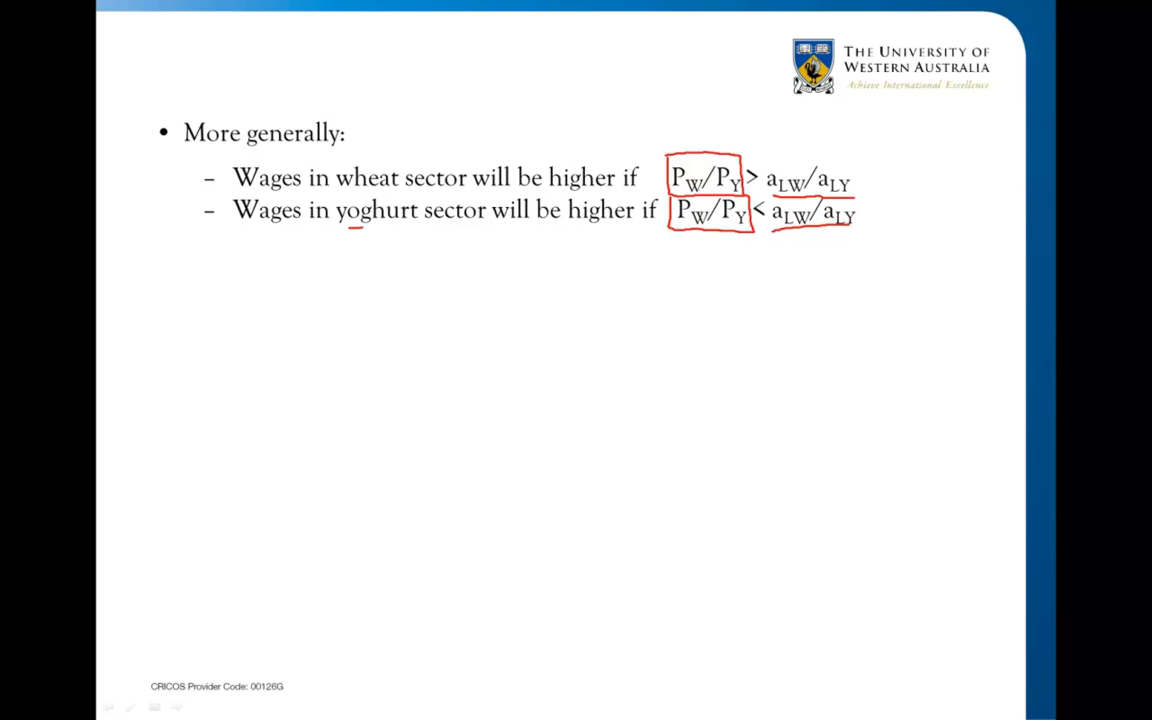 THE UNIVERSITY OF
WESTERN AUSTRALIA
Achieve International Excellence
• More generally:
– Wages in wheat sector will be higher if P_W/P_Y > a_LW/a_LY
– Wages in yoghurt sector will be higher if P_W/P_Y < a_LW/a_LY
CRICOS Provider Code: 00126G